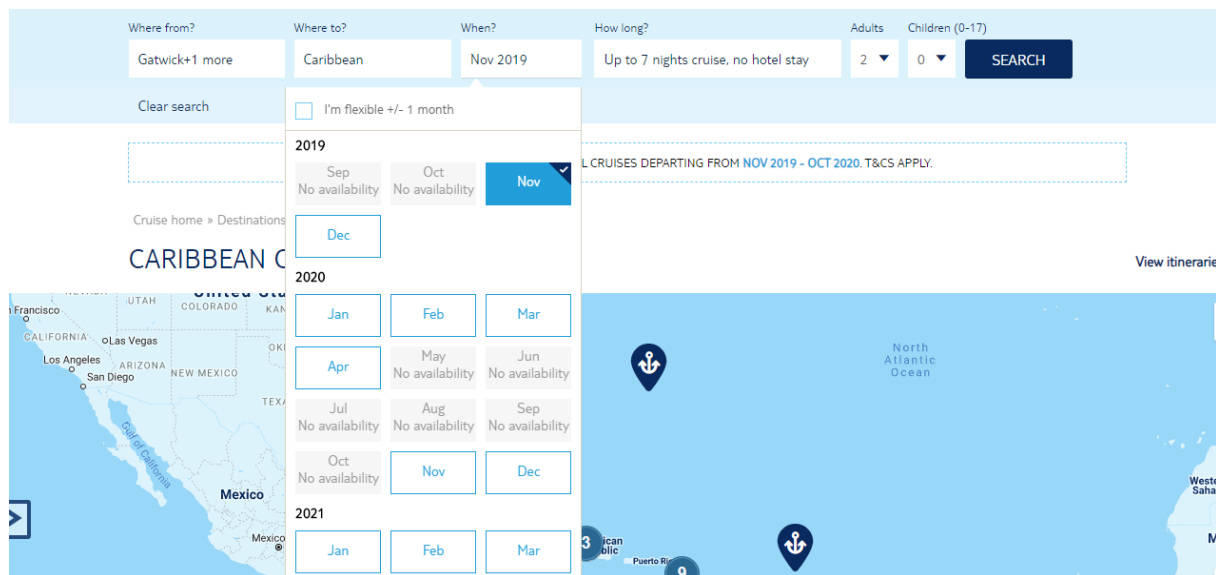 Where from?
Where to?
When?
How long?
Adults
Children (0-17)
Gatwick+1 more
Caribbean
Nov 2019
Up to 7 nights cruise, no hotel stay
2
0
SEARCH
Clear search
I'm flexible +/- 1 month
2019
Sep
No availability
Oct
No availability
Nov
Dec
2020
Jan
Feb
Mar
Apr
May
No availability
Jun
No availability
Jul
No availability
Aug
No availability
Sep
No availability
Oct
No availability
Nov
Dec
2021
Jan
Feb
Mar
CRUISES DEPARTING FROM NOV 2019 - OCT 2020. T&CS APPLY.
Cruise home » Destinations
CARIBBEAN
View
UTAH
COLORADO
Francisco
CALIFORNIA
Las Vegas
Los Angeles
ARIZONA
NEW MEXICO
San Diego
Gulf of California
Mexico
Mexico
North
Atlantic
Ocean
3
Puerto
9